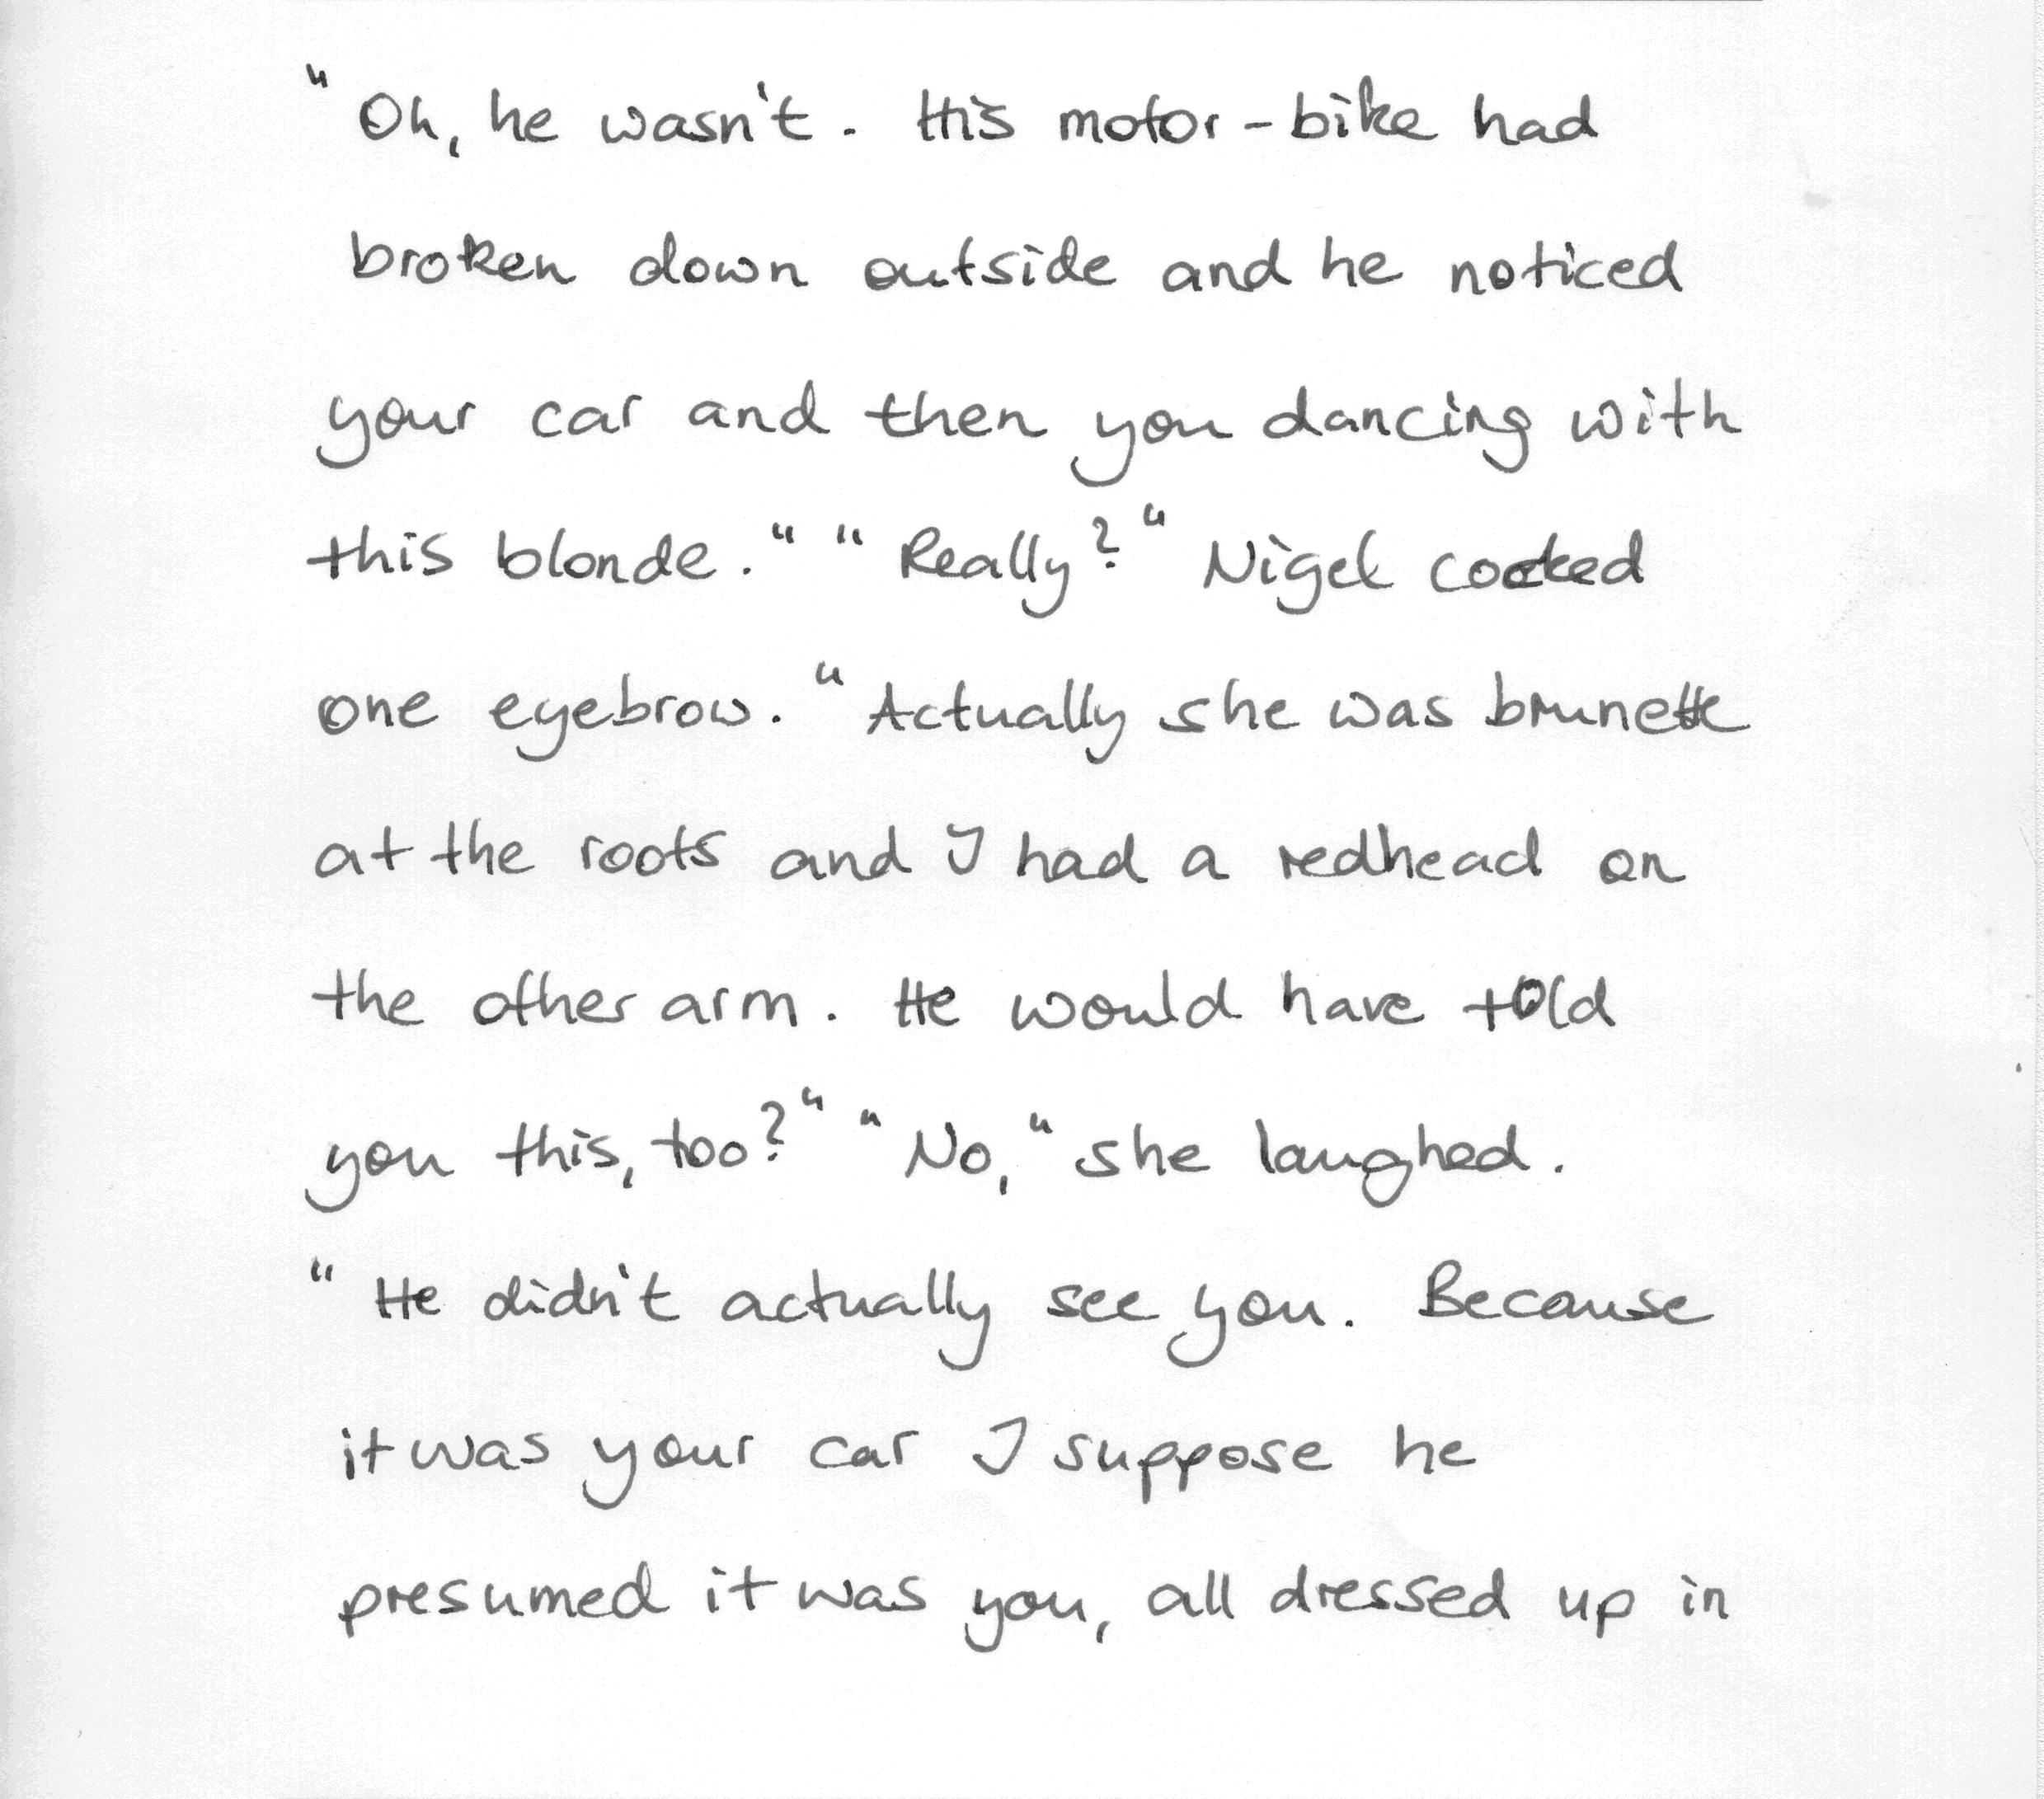 "Oh, he wasn't. His motor-bike had
broken down outside and he noticed
your car and then you dancing with
this blonde." "Really?" Nigel cocked
one eyebrow. "Actually she was brunette
at the roots and I had a redhead on
the other arm. He would have told
you this, too?" "No," she laughed.
"He didn't actually see you. Because
it was your car I suppose he
presumed it was you, all dressed up in